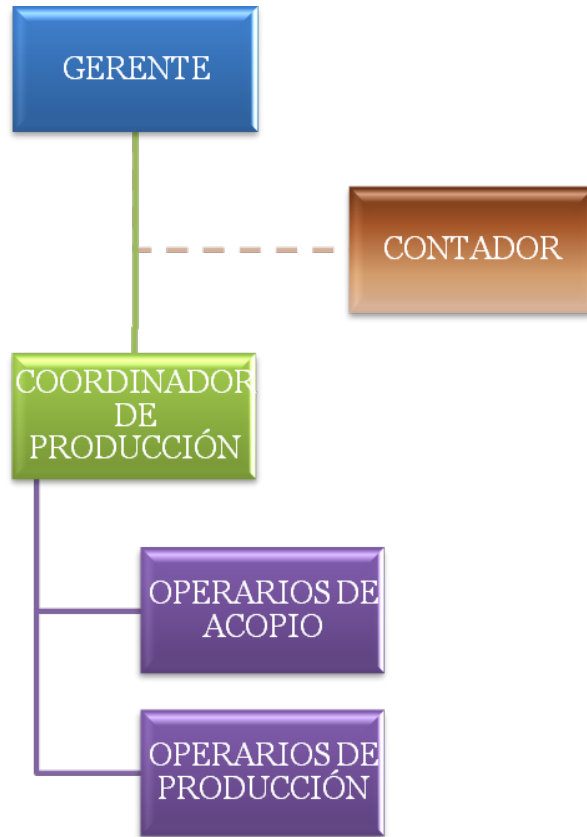 GERENTE
CONTADOR
COORDINADOR
DE
PRODUCCIÓN
OPERARIOS DE
ACOPIO
OPERARIOS DE
PRODUCCIÓN